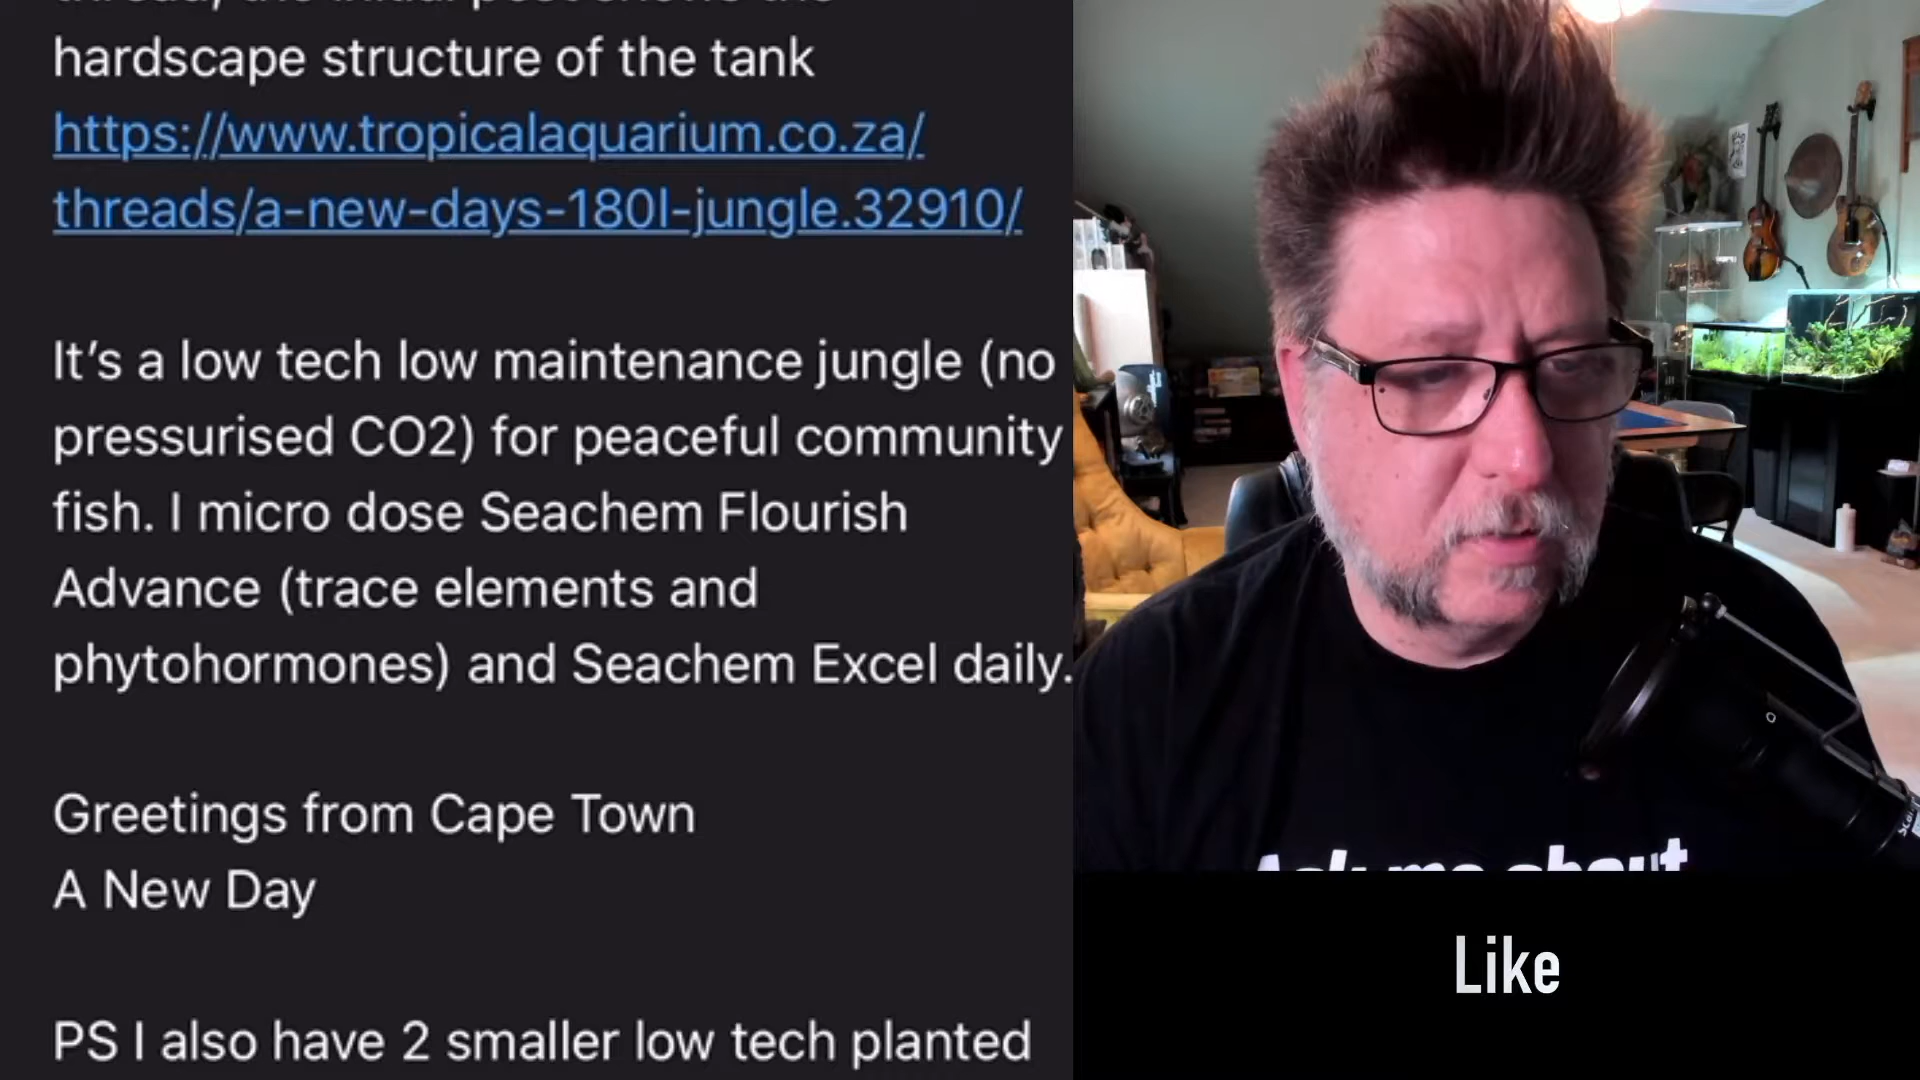 hardscape structure of the tank
https://www.tropicalaquarium.co.za/
threads/a-new-days-180l-jungle.32910/
It's a low tech low maintenance jungle (no
pressurised CO2) for peaceful community
fish. I micro dose Seachem Flourish
Advance (trace elements and
phytohormones) and Seachem Excel daily.
Greetings from Cape Town
A New Day
PS I also have 2 smaller low tech planted
Ask me about
Like